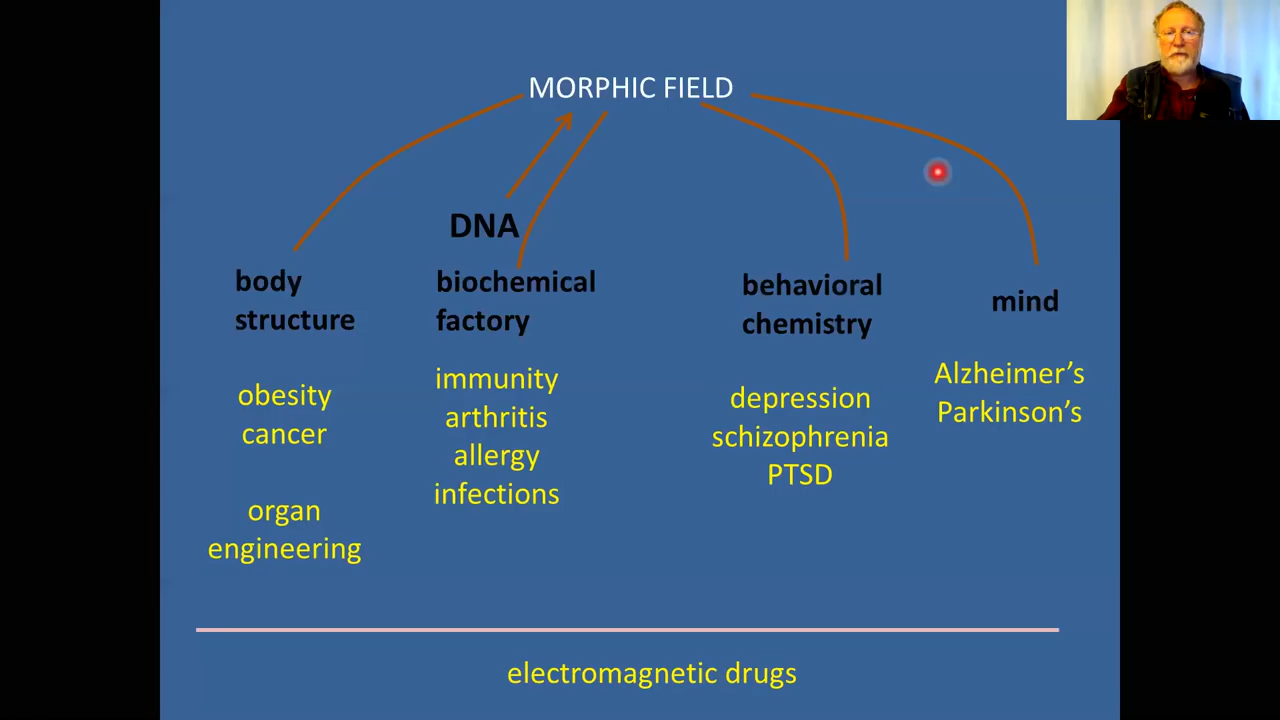 MORPHIC FIELD
DNA
body
structure
biochemical
factory
behavioral
chemistry
mind
obesity
cancer
organ
engineering
immunity
arthritis
allergy
infections
depression
schizophrenia
PTSD
Alzheimer’s
Parkinson’s
electromagnetic drugs